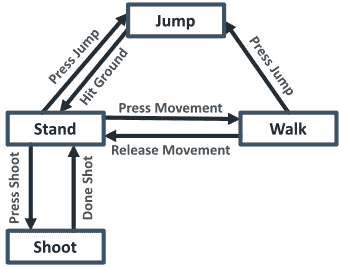 Jump
Press Jump
Hit Ground
Press Jump
Press Movement
Stand
Walk
Release Movement
Press Shoot
Done Shot
Shoot